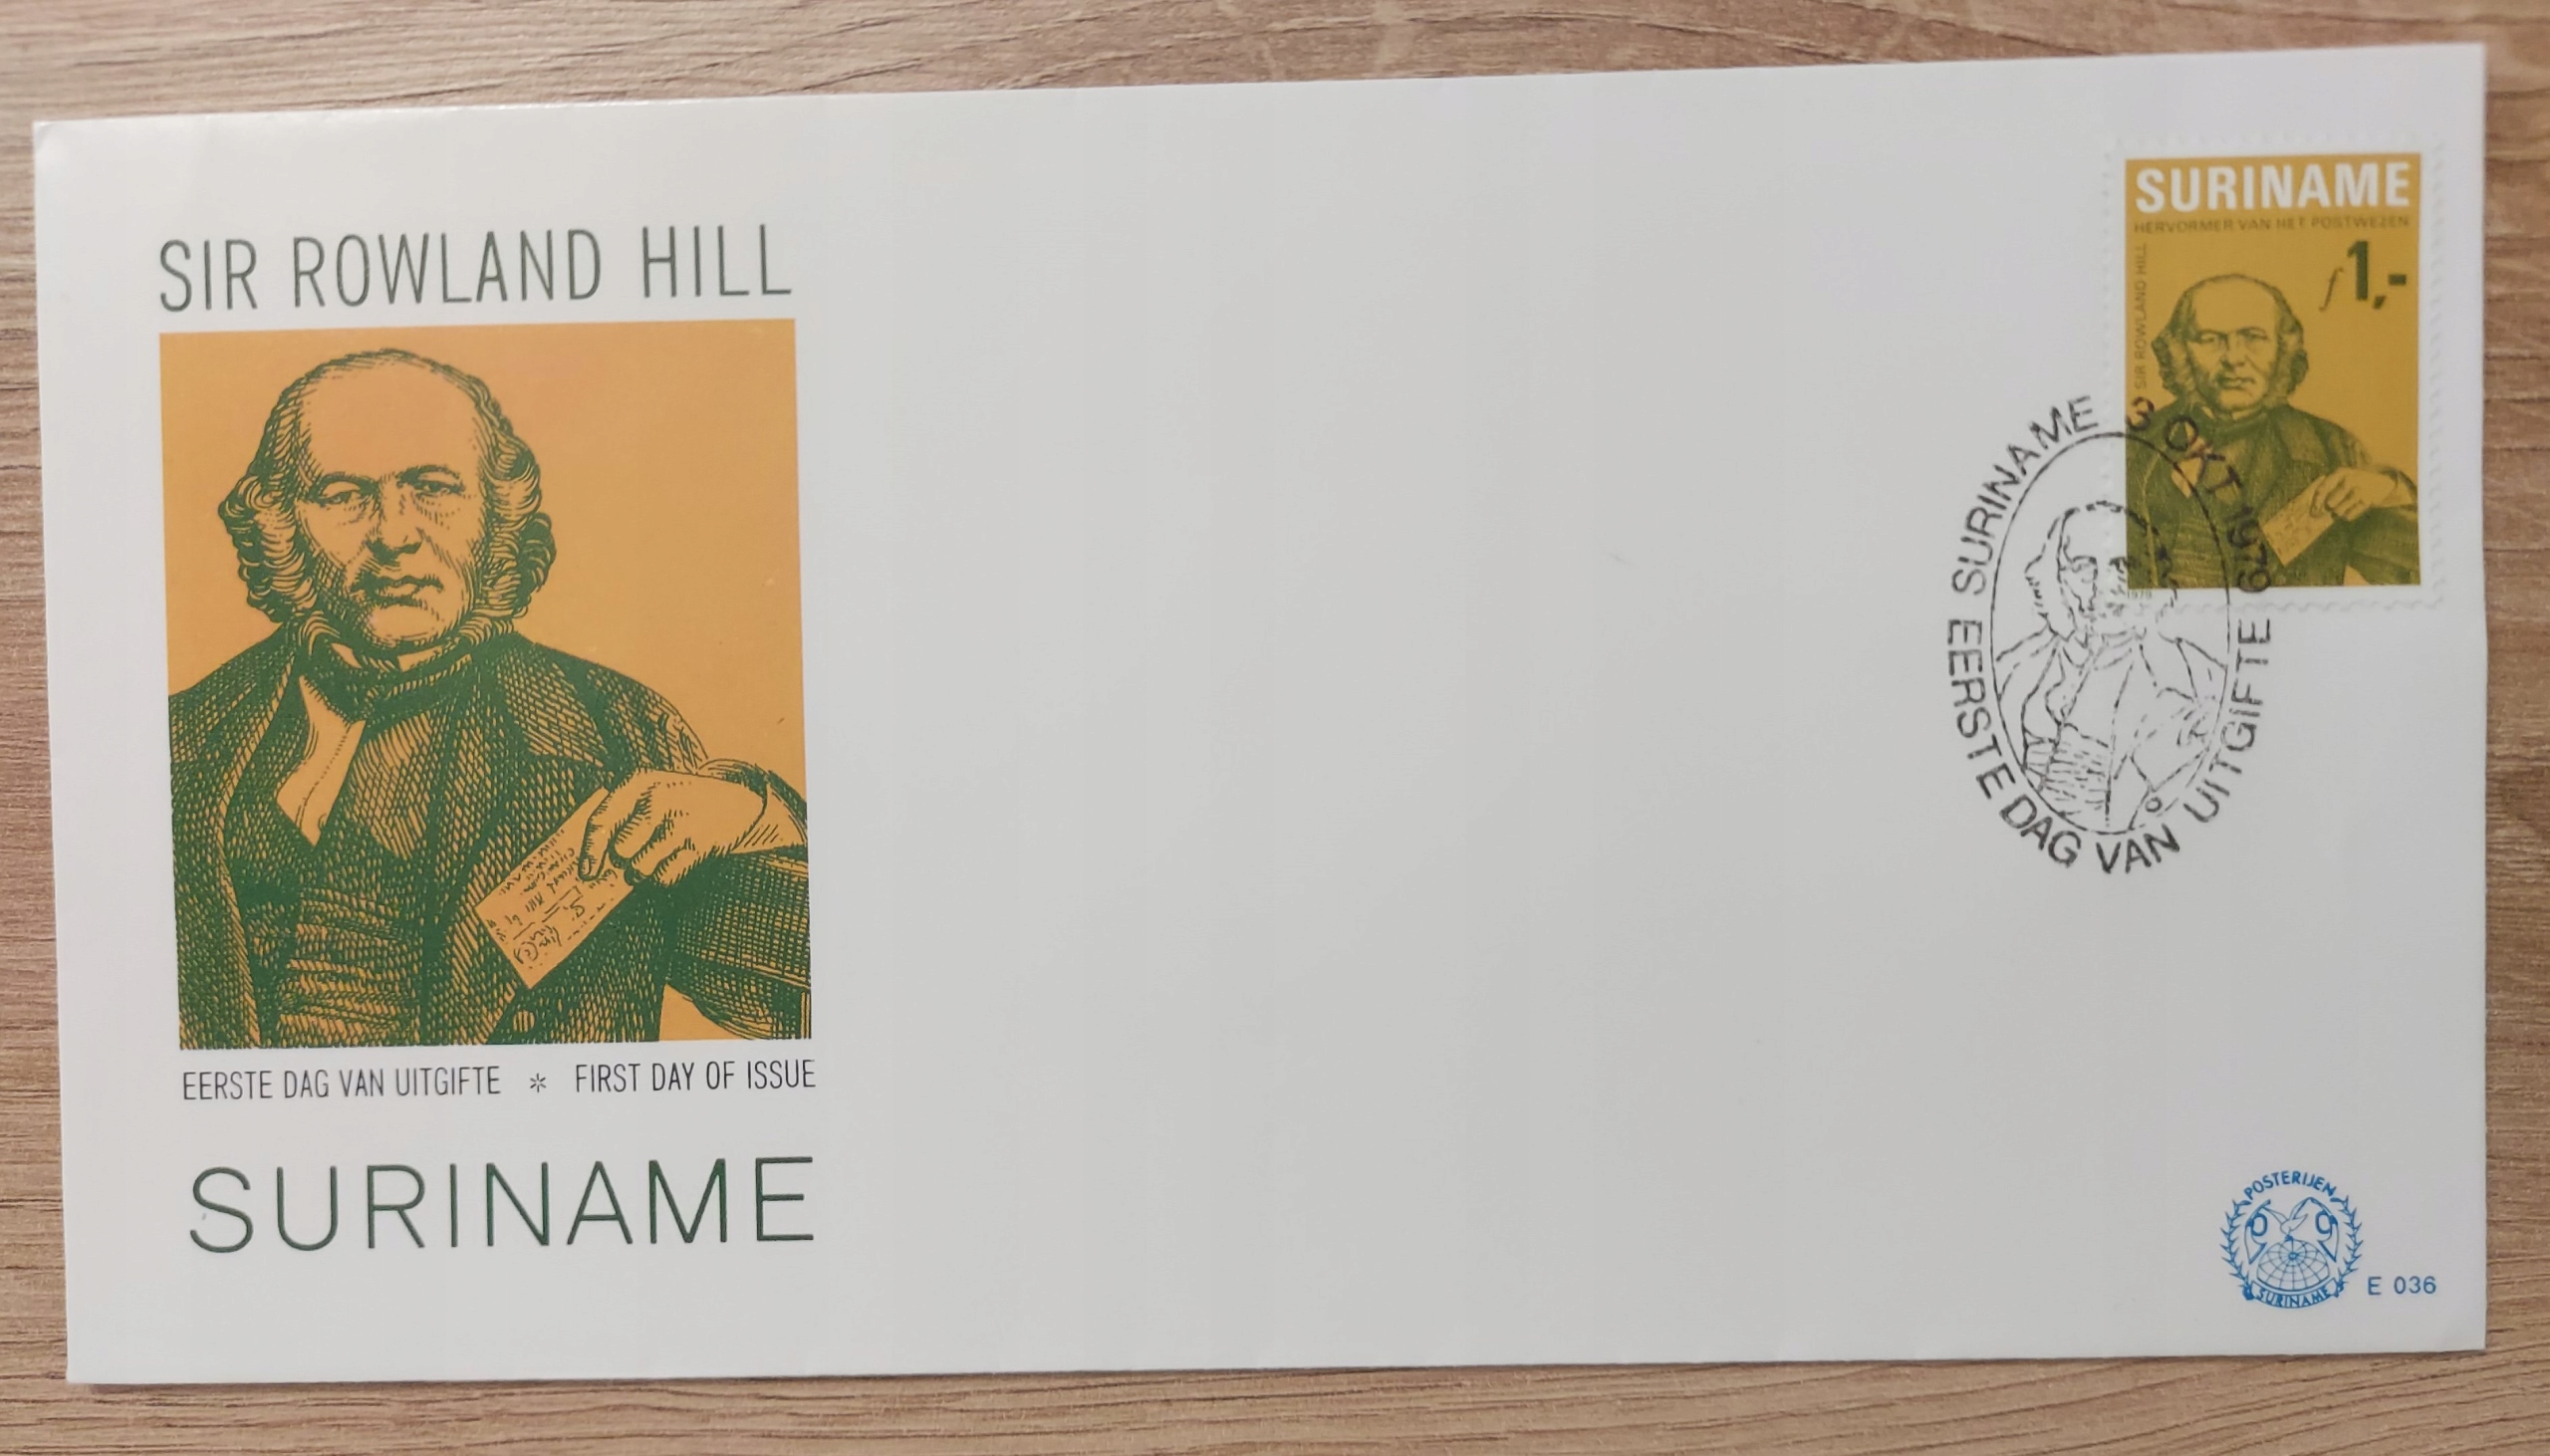 SIR ROWLAND HILL
EERSTE DAG VAN UITGIFTE * FIRST DAY OF ISSUE
SURINAME
SURINAME
HERVORMER VAN HET POSTWEZEN
SIR ROWLAND HILL
f 1,-
1979
EERSTE DAG VAN UITGIFTE
SURINAME 3 OKT 1979
POSTERIJEN
SURINAME
E 036